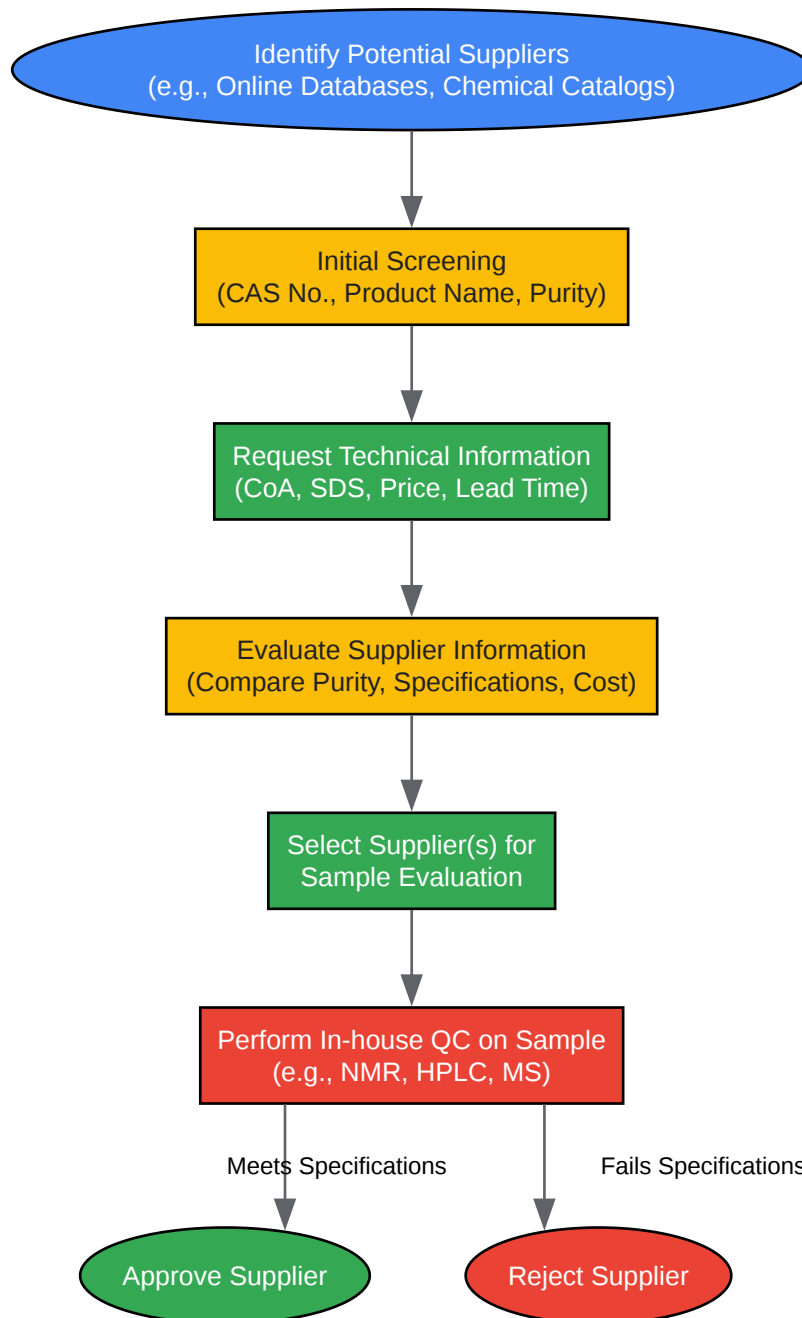 Identify Potential Suppliers
(e.g., Online Databases, Chemical Catalogs)
Initial Screening
(CAS No., Product Name, Purity)
Request Technical Information
(CoA, SDS, Price, Lead Time)
Evaluate Supplier Information
(Compare Purity, Specifications, Cost)
Select Supplier(s) for
Sample Evaluation
Perform In-house QC on Sample
(e.g., NMR, HPLC, MS)
Meets Specifications
Fails Specifications
Approve Supplier
Reject Supplier